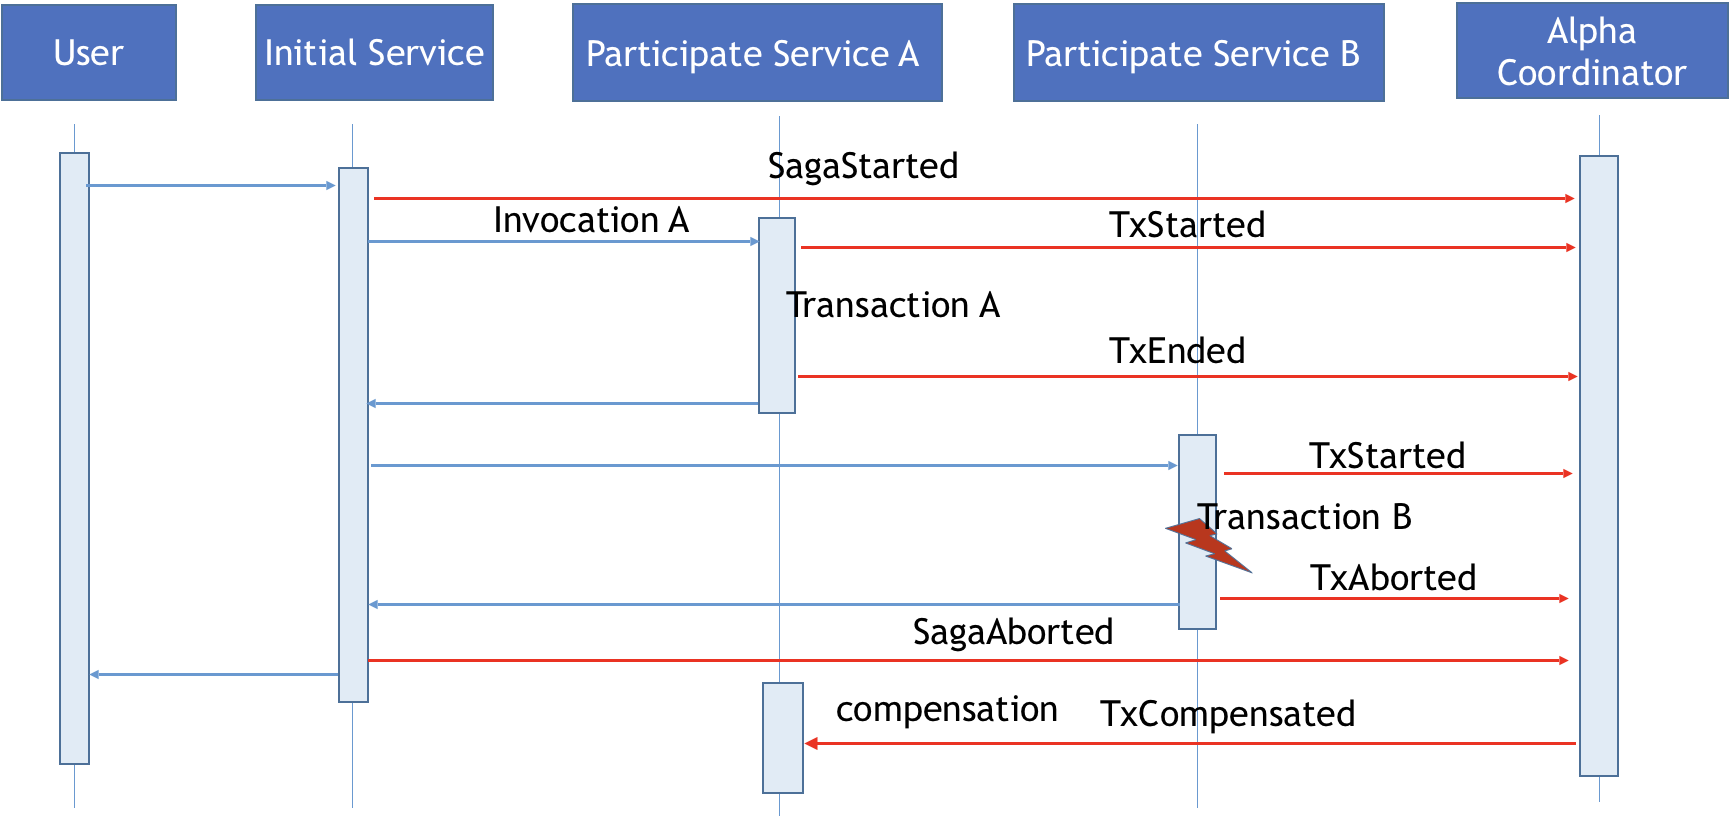 User
Initial Service
Participate Service A
Participate Service B
Alpha
Coordinator
SagaStarted
Invocation A
TxStarted
Transaction A
TxEnded
TxStarted
Transaction B
TxAborted
SagaAborted
compensation
TxCompensated